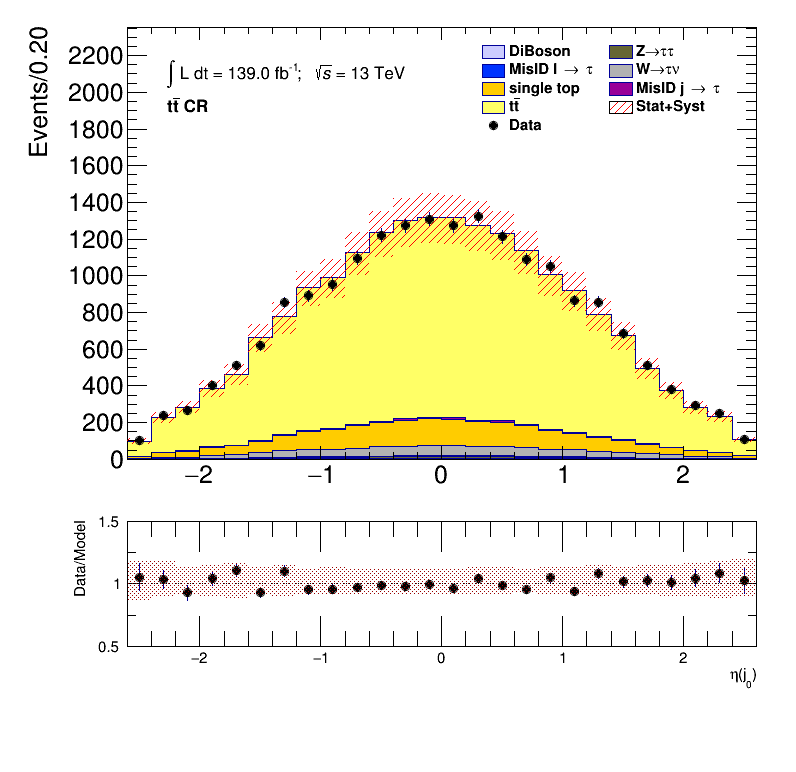 Events/0.20
2200
2000
1800
1600
1400
1200
1000
800
600
400
200
0
∫ L dt = 139.0 fb⁻¹; √s = 13 TeV
tt̄ CR
DiBoson
MisID l → τ
single top
tt̄
Data
Z→ττ
W→τν
MisID j → τ
Stat+Syst
−2 −1 0 1 2
Data/Model
1.5
1
0.5
−2 −1 0 1 2
η(j₀)